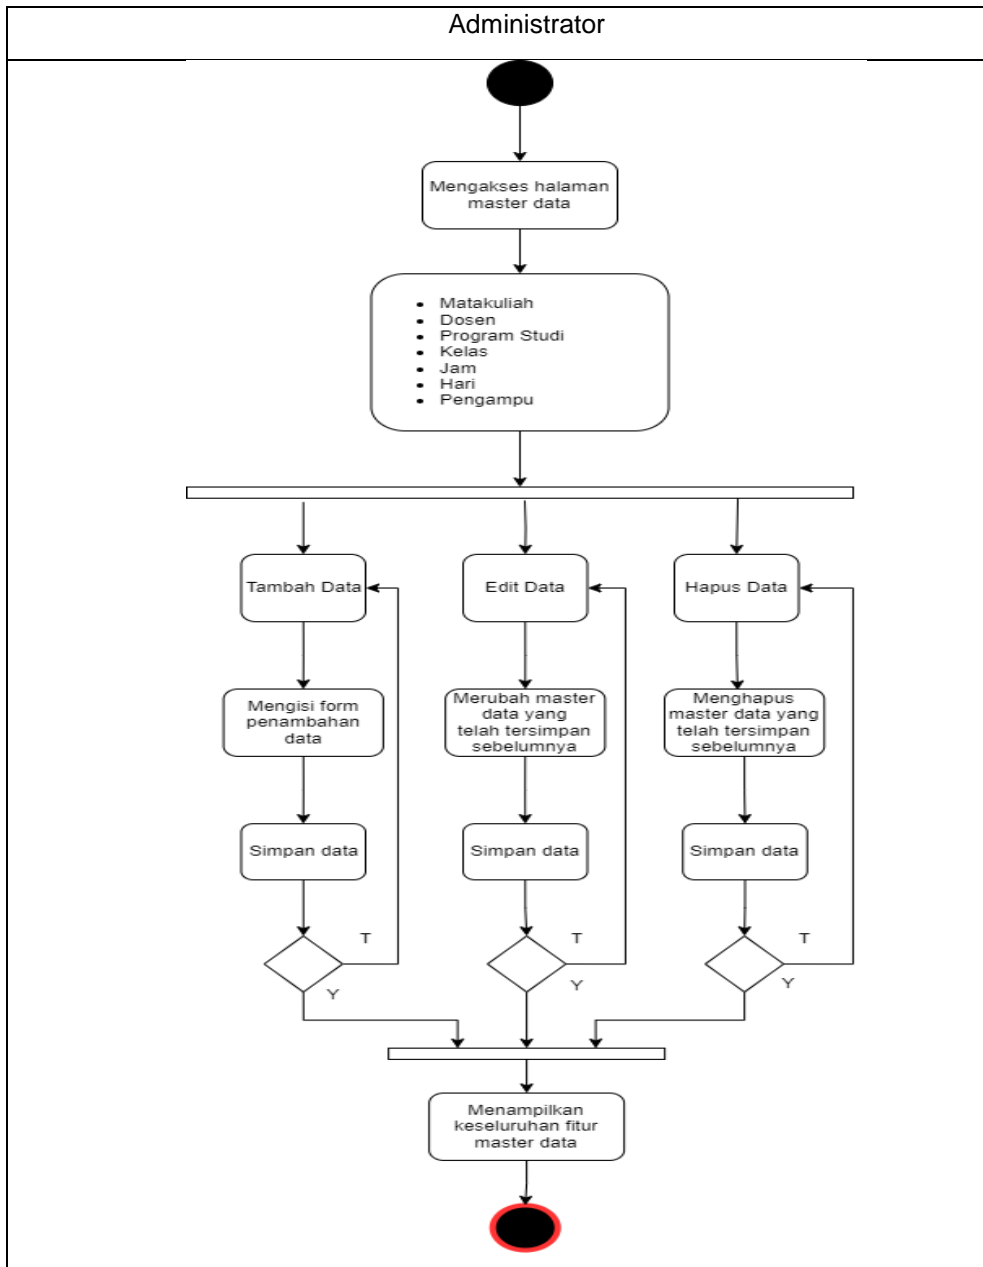 Administrator
Mengakses halaman
master data
Matakuliah
Dosen
Program Studi
Kelas
Jam
Hari
Pengampu
Tambah Data
Edit Data
Hapus Data
Mengisi form
penambahan
data
Merubah master
data yang
telah tersimpan
sebelumnya
Menghapus
master data yang
telah tersimpan
sebelumnya
Simpan data
Simpan data
Simpan data
T
T
T
Y
Y
Y
Menampilkan
keseluruhan fitur
master data